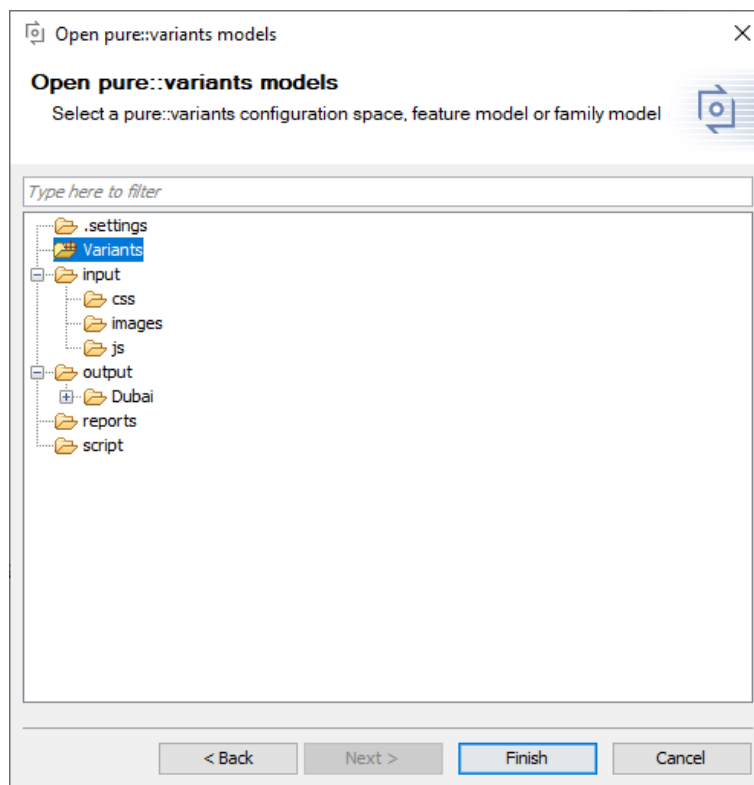 Open pure::variants models
Open pure::variants models
Select a pure::variants configuration space, feature model or family model
Type here to filter
.settings
Variants
input
css
images
js
output
Dubai
reports
script
< Back
Next >
Finish
Cancel